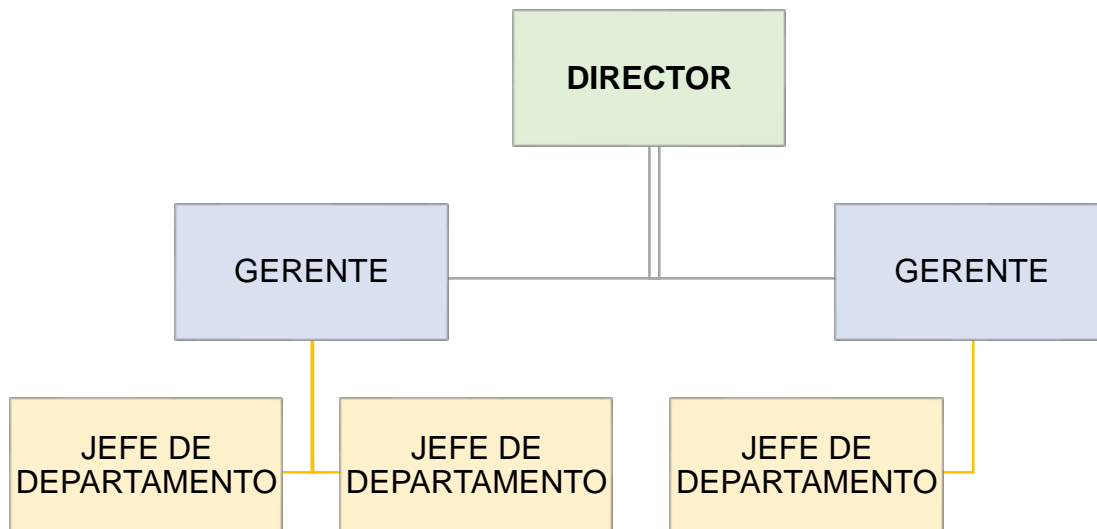 DIRECTOR
GERENTE
GERENTE
JEFE DE
DEPARTAMENTO
JEFE DE
DEPARTAMENTO
JEFE DE
DEPARTAMENTO